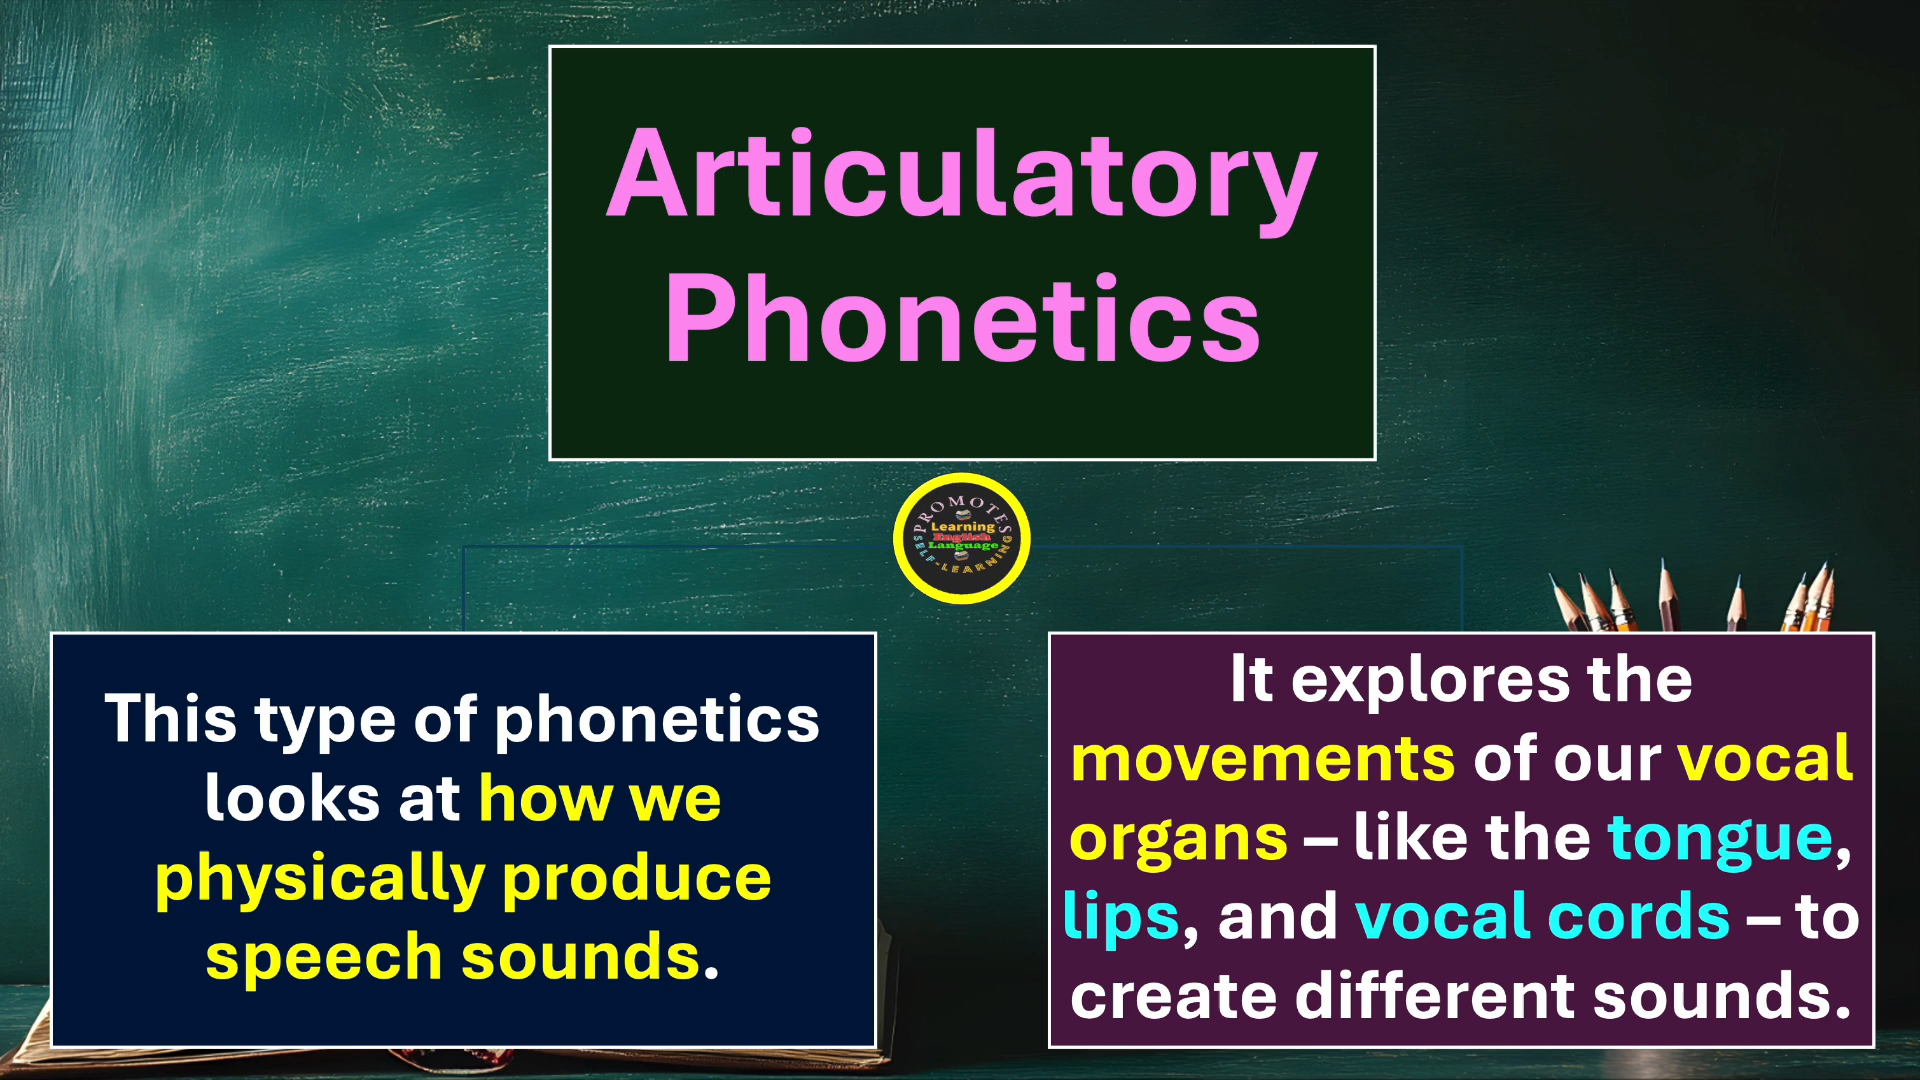 Articulatory
Phonetics
PROMOTES
Learning
English
Language
SELF-LEARNING
This type of phonetics
looks at how we
physically produce
speech sounds.
It explores the
movements of our vocal
organs – like the tongue,
lips, and vocal cords – to
create different sounds.